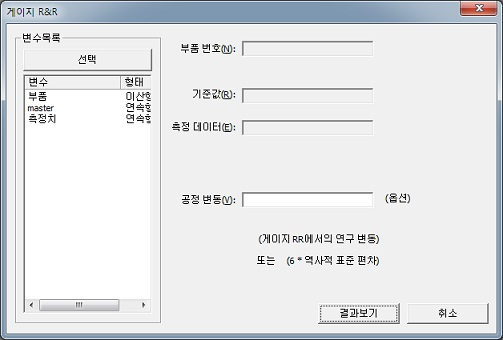 게이지 R&R
변수목록
선택
변수 형태
부품 이산형
master 연속형
측정치 연속형
부품 번호(N):
기준값(R):
측정 데이터(E):
공정 변동(V): (옵션)
(게이지 RR에서의 연구 변동)
또는 (6 * 역사적 표준 편차)
결과보기 취소